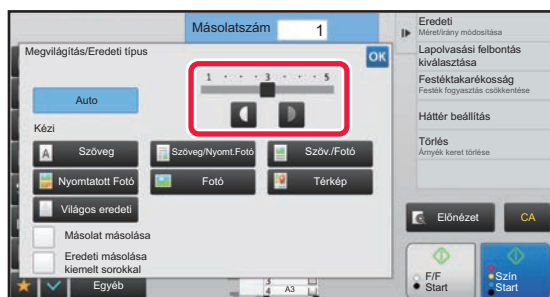 Másolatszám 1
Megvilágítás/Eredeti típus
OK
1 · · · 3 · · · 5
Auto
Kézi
A Szöveg
Szöveg/Nyomt.Fotó
Szöv./Fotó
Nyomtatott Fotó
Fotó
Térkép
Világos eredeti
Másolat másolása
Eredeti másolása
kiemelt sorokkal
Egyéb
3
4 A3
Eredeti
Méret/irány módosítása
Lapolvasási felbontás
kiválasztása
Festéktakarékosság
Festék fogyasztás csökkentése
Háttér beállítás
Törlés
Árnyék keret törlése
Előnézet
CA
F/F
Start
Szín
Start